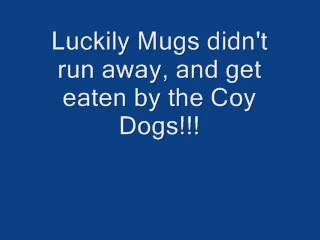 Luckily Mugs didn't
run away, and get
eaten by the Coy
Dogs!!!